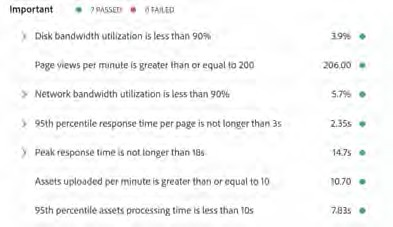 Important 7 PASSED 0 FAILED
Disk bandwidth utilization is less than 90% 3.9%
Page views per minute is greater than or equal to 200 206.00
Network bandwidth utilization is less than 90% 5.7%
95th percentile response time per page is not longer than 3s 2.35s
Peak response time is not longer than 18s 14.7s
Assets uploaded per minute is greater than or equal to 10 10.70
95th percentile assets processing time is less than 10s 7.83s